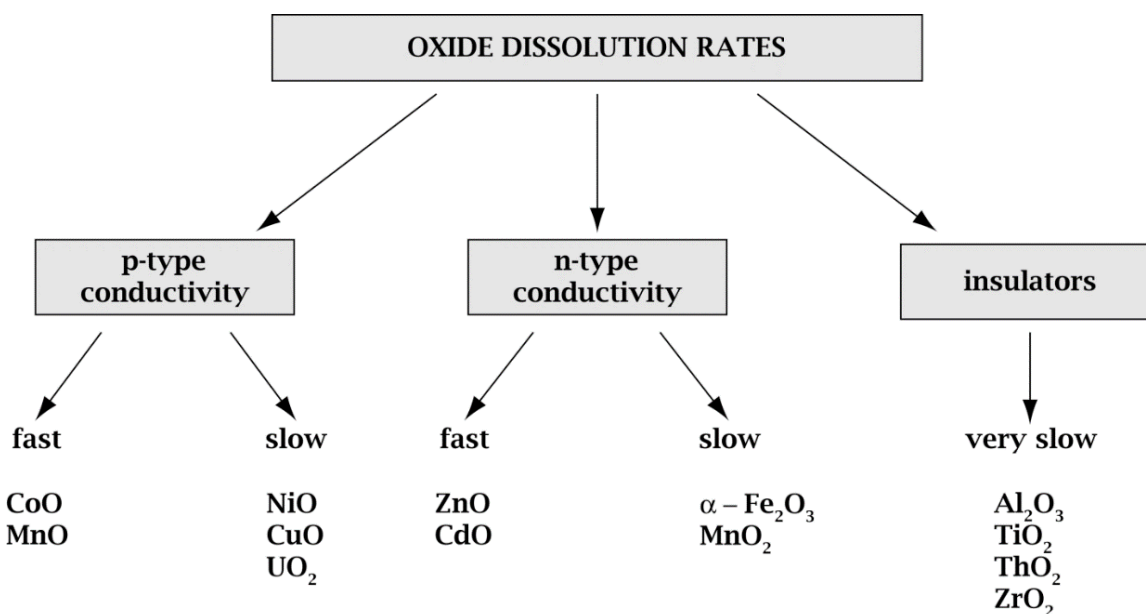 OXIDE DISSOLUTION RATES
p-type
conductivity
n-type
conductivity
insulators
fast
slow
fast
slow
very slow
CoO
MnO
NiO
CuO
UO₂
ZnO
CdO
α – Fe₂O₃
MnO₂
Al₂O₃
TiO₂
ThO₂
ZrO₂